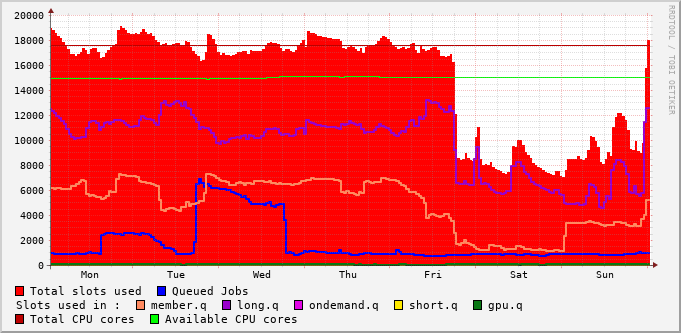 20000
18000
16000
14000
12000
10000
8000
6000
4000
2000
0
Mon Tue Wed Thu Fri Sat Sun
RRDTOOL / TOBI OETIKER
Total slots used Queued Jobs
Slots used in : member.q long.q ondemand.q short.q gpu.q
Total CPU cores Available CPU cores